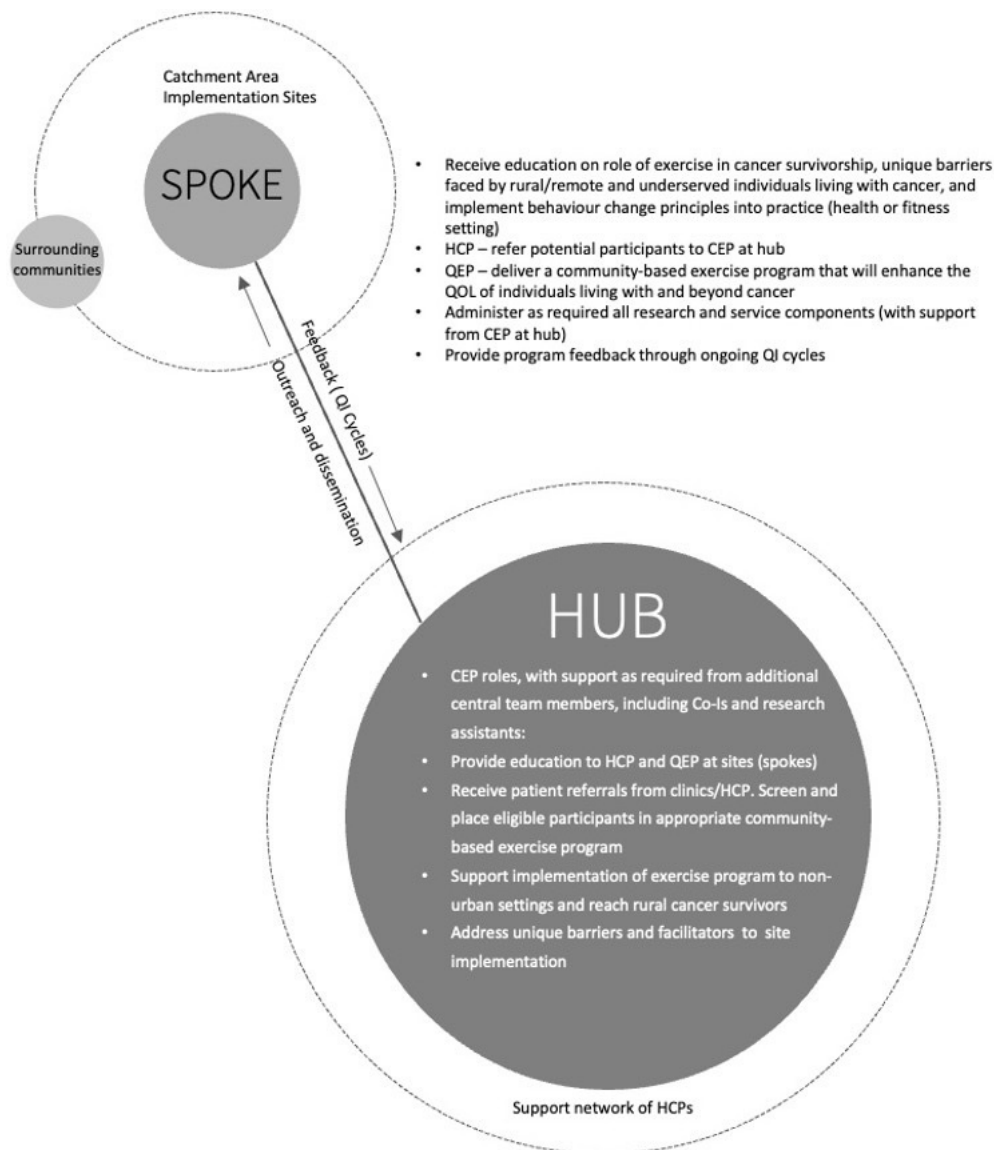 Catchment Area
Implementation Sites
SPOKE
Surrounding
communities
• Receive education on role of exercise in cancer survivorship, unique barriers
faced by rural/remote and underserved individuals living with cancer, and
implement behaviour change principles into practice (health or fitness
setting)
• HCP – refer potential participants to CEP at hub
• QEP – deliver a community-based exercise program that will enhance the
QOL of individuals living with and beyond cancer
• Administer as required all research and service components (with support
from CEP at hub)
• Provide program feedback through ongoing QI cycles
Feedback ( QI Cycles)
Outreach and dissemination
HUB
• CEP roles, with support as required from additional
central team members, including Co-Is and research
assistants:
• Provide education to HCP and QEP at sites (spokes)
• Receive patient referrals from clinics/HCP. Screen and
place eligible participants in appropriate community-
based exercise program
• Support implementation of exercise program to non-
urban settings and reach rural cancer survivors
• Address unique barriers and facilitators to site
implementation
Support network of HCPs